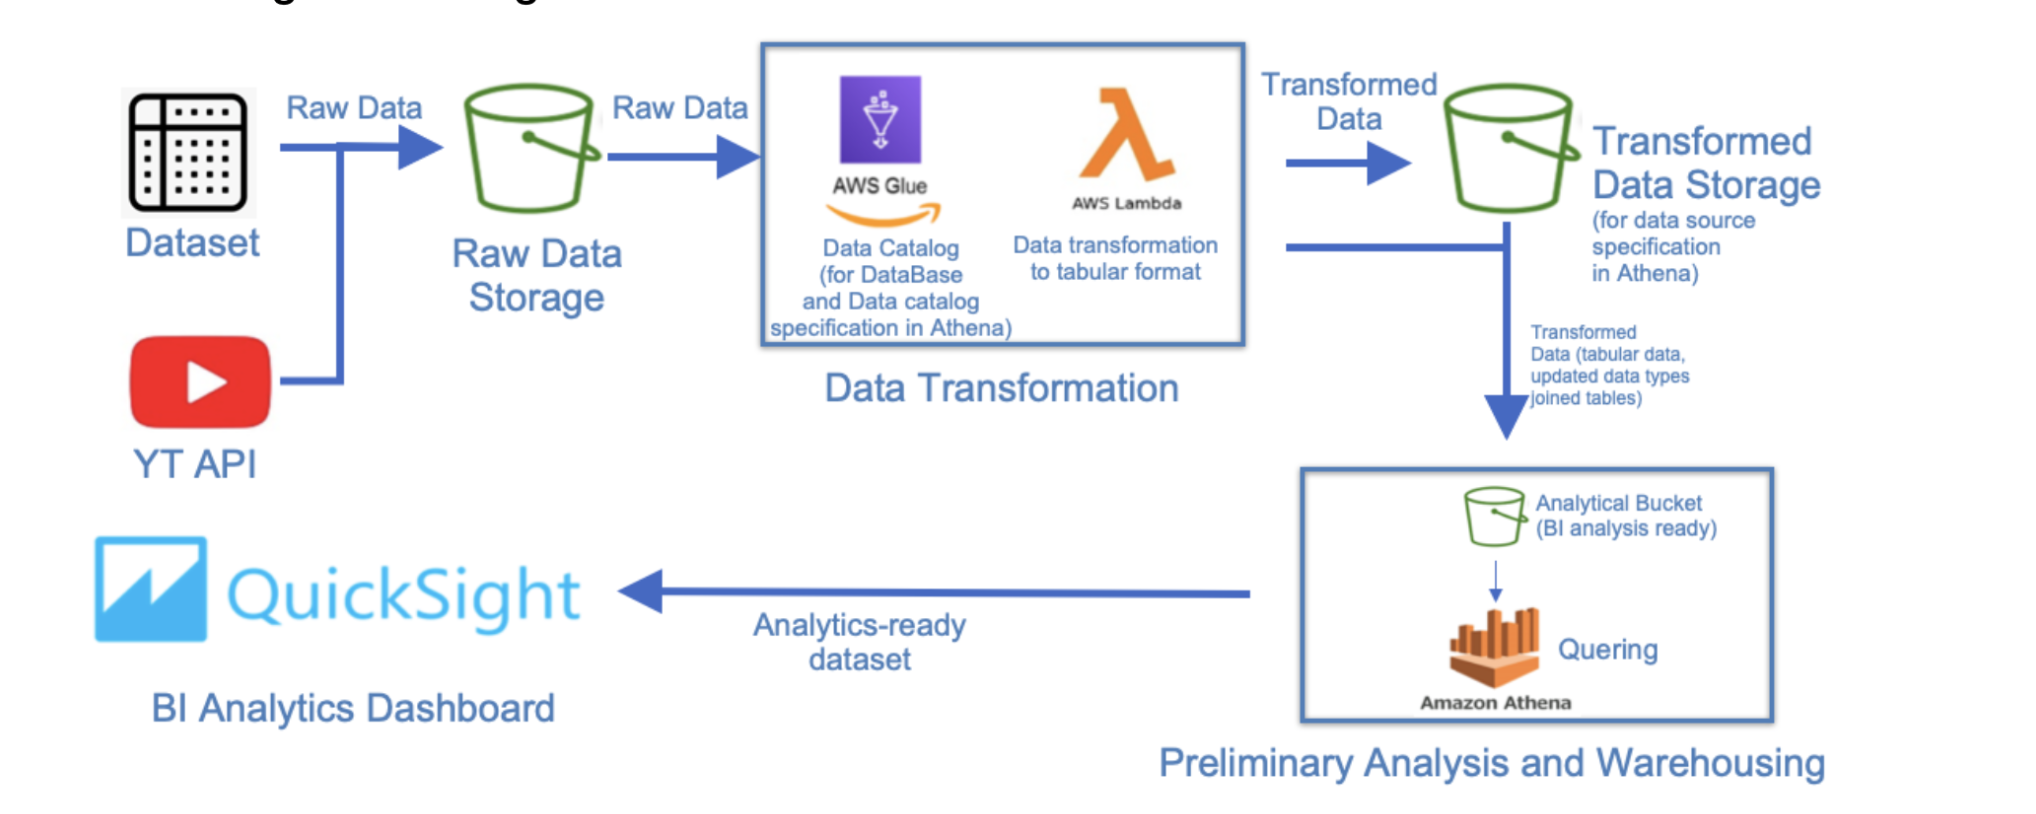 Raw Data
Raw Data
Dataset
YT API
Raw Data
Storage
AWS Glue
Data Catalog
(for DataBase
and Data catalog
specification in Athena)
AWS Lambda
Data transformation
to tabular format
Data Transformation
Transformed
Data
Transformed
Data Storage
(for data source
specification
in Athena)
Transformed
Data (tabular data,
updated data types
joined tables)
Analytical Bucket
(BI analysis ready)
Quering
Amazon Athena
Preliminary Analysis and Warehousing
Analytics-ready
dataset
QuickSight
BI Analytics Dashboard